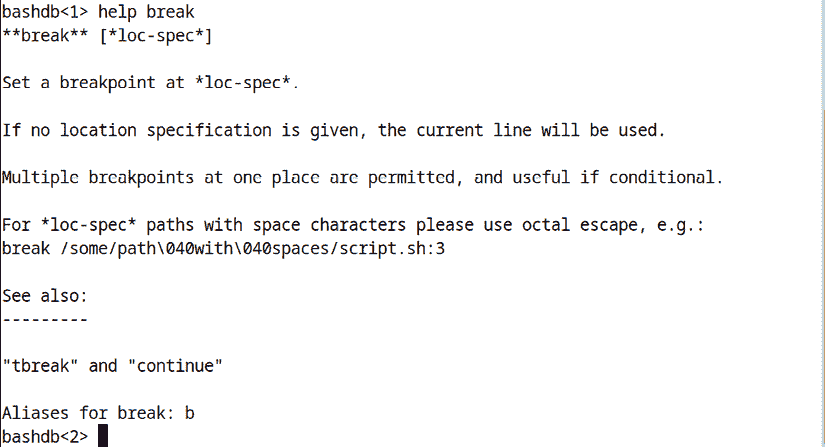 bashdb<1> help break
**break** [*loc-spec*]
Set a breakpoint at *loc-spec*.
If no location specification is given, the current line will be used.
Multiple breakpoints at one place are permitted, and useful if conditional.
For *loc-spec* paths with space characters please use octal escape, e.g.:
break /some/path\040with\040spaces/script.sh:3
See also:
---------
"tbreak" and "continue"
Aliases for break: b
bashdb<2>